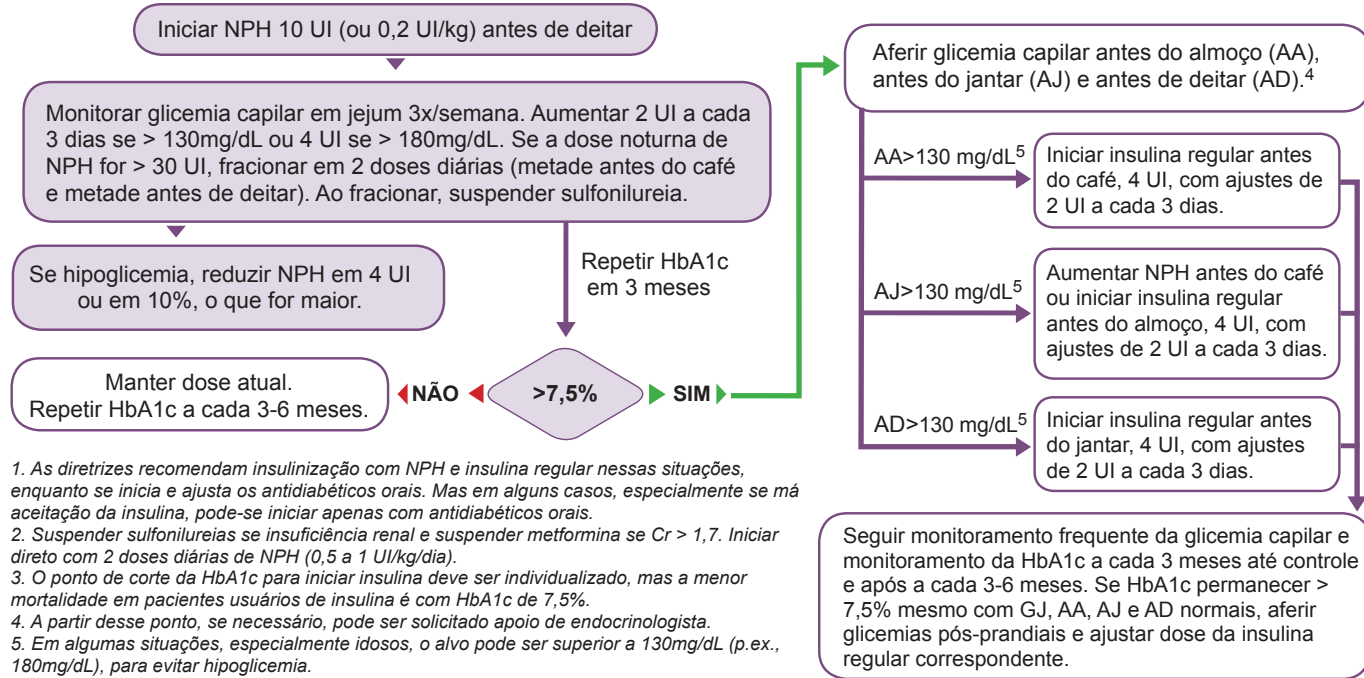 Iniciar NPH 10 UI (ou 0,2 UI/kg) antes de deitar
Monitorar glicemia capilar em jejum 3x/semana. Aumentar 2 UI a cada
3 dias se > 130mg/dL ou 4 UI se > 180mg/dL. Se a dose noturna de
NPH for > 30 UI, fracionar em 2 doses diárias (metade antes do café
e metade antes de deitar). Ao fracionar, suspender sulfonilureia.
Se hipoglicemia, reduzir NPH em 4 UI
ou em 10%, o que for maior.
Repetir HbA1c
em 3 meses
Manter dose atual.
Repetir HbA1c a cada 3-6 meses.
NÃO
>7,5%
SIM
Aferir glicemia capilar antes do almoço (AA),
antes do jantar (AJ) e antes de deitar (AD).4
AA>130 mg/dL5
Iniciar insulina regular antes
do café, 4 UI, com ajustes de
2 UI a cada 3 dias.
AJ>130 mg/dL5
Aumentar NPH antes do café
ou iniciar insulina regular
antes do almoço, 4 UI, com
ajustes de 2 UI a cada 3 dias.
AD>130 mg/dL5
Iniciar insulina regular antes
do jantar, 4 UI, com ajustes
de 2 UI a cada 3 dias.
Seguir monitoramento frequente da glicemia capilar e
monitoramento da HbA1c a cada 3 meses até controle
e após a cada 3-6 meses. Se HbA1c permanecer >
7,5% mesmo com GJ, AA, AJ e AD normais, aferir
glicemias pós-prandiais e ajustar dose da insulina
regular correspondente.
1. As diretrizes recomendam insulinização com NPH e insulina regular nessas situações,
enquanto se inicia e ajusta os antidiabéticos orais. Mas em alguns casos, especialmente se má
aceitação da insulina, pode-se iniciar apenas com antidiabéticos orais.
2. Suspender sulfonilureias se insuficiência renal e suspender metformina se Cr > 1,7. Iniciar
direto com 2 doses diárias de NPH (0,5 a 1 UI/kg/dia).
3. O ponto de corte da HbA1c para iniciar insulina deve ser individualizado, mas a menor
mortalidade em pacientes usuários de insulina é com HbA1c de 7,5%.
4. A partir desse ponto, se necessário, pode ser solicitado apoio de endocrinologista.
5. Em algumas situações, especialmente idosos, o alvo pode ser superior a 130mg/dL (p.ex.,
180mg/dL), para evitar hipoglicemia.